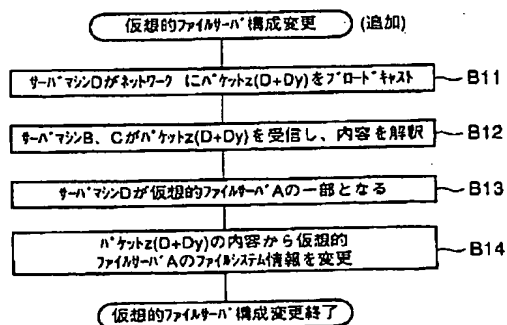 仮想的ファイルサーバ構成変更 (追加)
サーバマシンDがネットワークにパケットz(D+Dy)をブロードキャスト
B11
サーバマシンB、CがパケットZ(D+Dy)を受信し、内容を解釈
B12
サーバマシンDが仮想的ファイルサーバAの一部となる
B13
パケットz(D+Dy)の内容から仮想的
ファイルサーバAのファイルシステム情報を変更
B14
仮想的ファイルサーバ構成変更終了